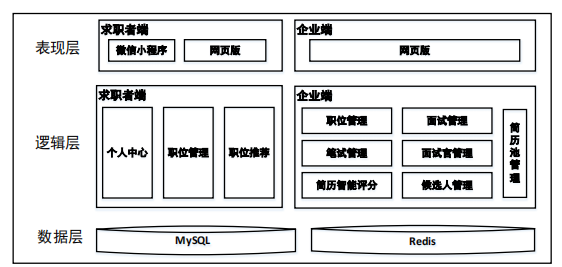 求职者端
企业端
表现层
微信小程序
网页版
网页版
求职者端
企业端
逻辑层
个人中心
职位管理
职位推荐
职位管理
面试管理
笔试管理
面试官管理
简历智能评分
候选人管理
简历池管理
数据层
MySQL
Redis